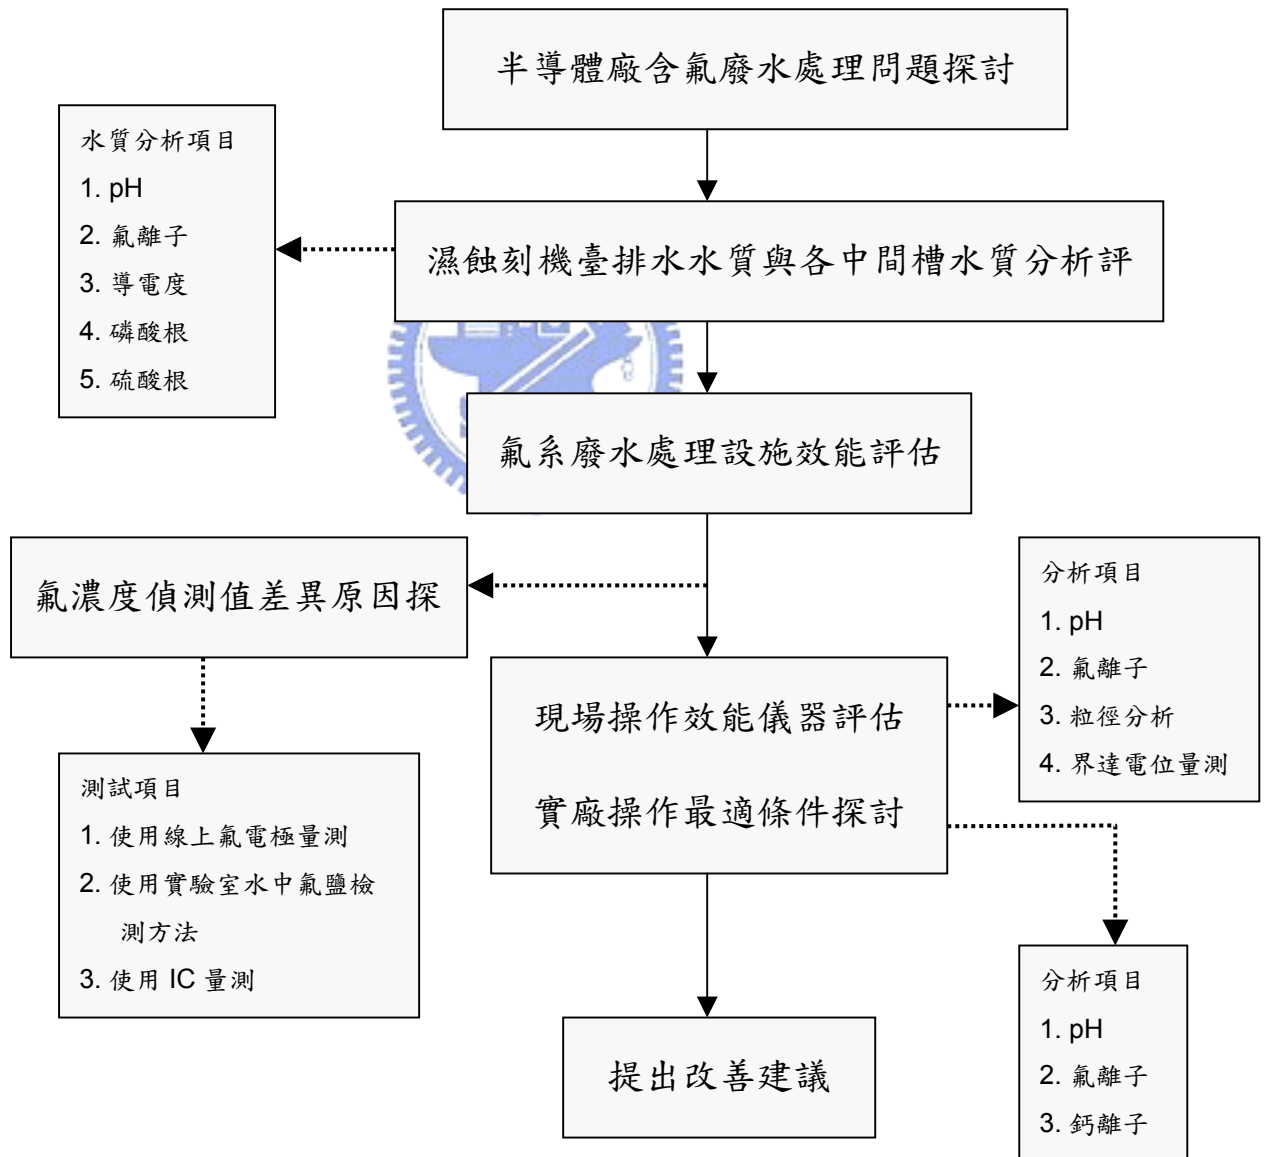 半導體廠含氟廢水處理問題探討
水質分析項目
1. pH
2. 氟離子
3. 導電度
4. 磷酸根
5. 硫酸根
濕蝕刻機臺排水水質與各中間槽水質分析評
氟系廢水處理設施效能評估
氟濃度偵測值差異原因探
分析項目
1. pH
2. 氟離子
3. 粒徑分析
4. 界達電位量測
現場操作效能儀器評估
實廠操作最適條件探討
測試項目
1. 使用線上氟電極量測
2. 使用實驗室水中氟鹽檢
測方法
3. 使用 IC 量測
分析項目
1. pH
2. 氟離子
3. 鈣離子
提出改善建議